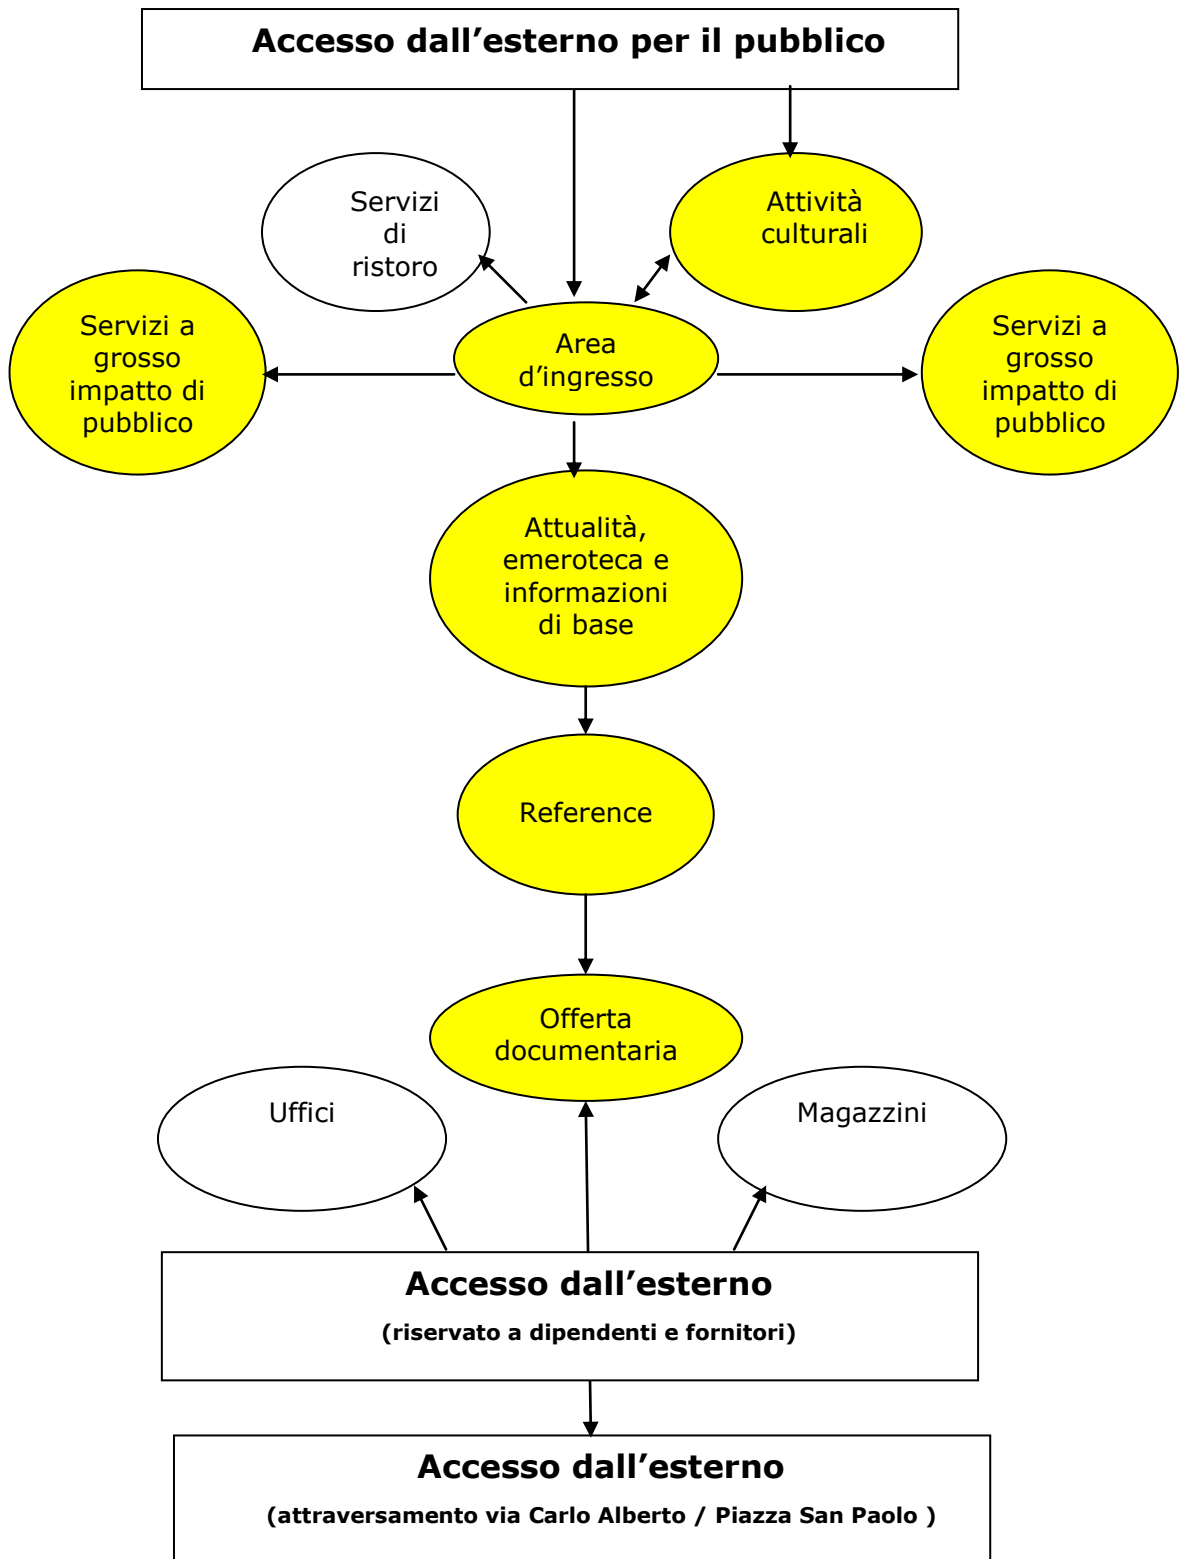 Accesso dall’esterno per il pubblico
Servizi
di
ristoro
Attività
culturali
Servizi a
grosso
impatto di
pubblico
Area
d’ingresso
Servizi a
grosso
impatto di
pubblico
Attualità,
emeroteca e
informazioni
di base
Reference
Offerta
documentaria
Uffici
Magazzini
Accesso dall’esterno
(riservato a dipendenti e fornitori)
Accesso dall’esterno
(attraversamento via Carlo Alberto / Piazza San Paolo )